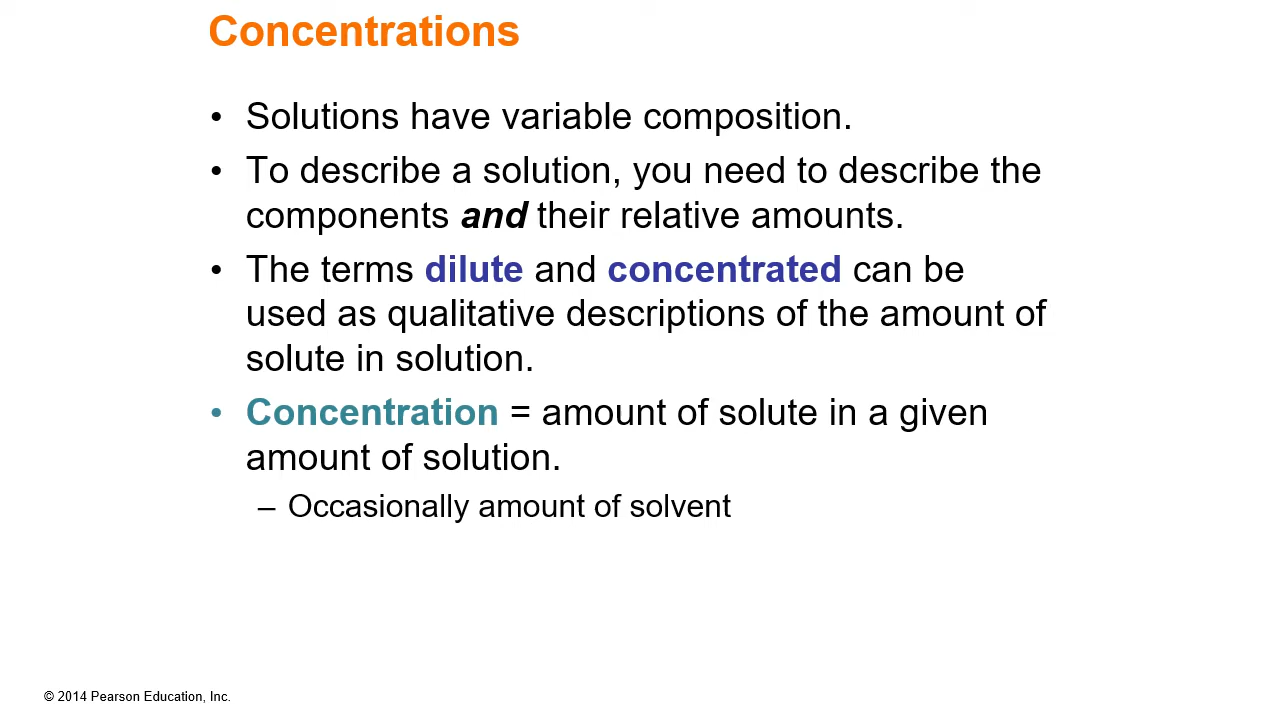 Concentrations
• Solutions have variable composition.
• To describe a solution, you need to describe the
components and their relative amounts.
• The terms dilute and concentrated can be
used as qualitative descriptions of the amount of
solute in solution.
• Concentration = amount of solute in a given
amount of solution.
– Occasionally amount of solvent
© 2014 Pearson Education, Inc.